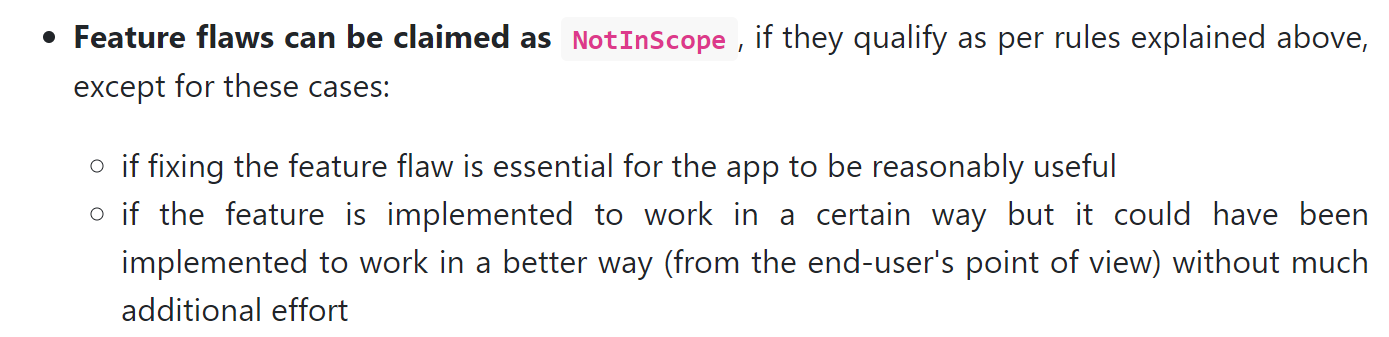 • Feature flaws can be claimed as NotInScope , if they qualify as per rules explained above,
except for these cases:
○ if fixing the feature flaw is essential for the app to be reasonably useful
○ if the feature is implemented to work in a certain way but it could have been
implemented to work in a better way (from the end-user's point of view) without much
additional effort